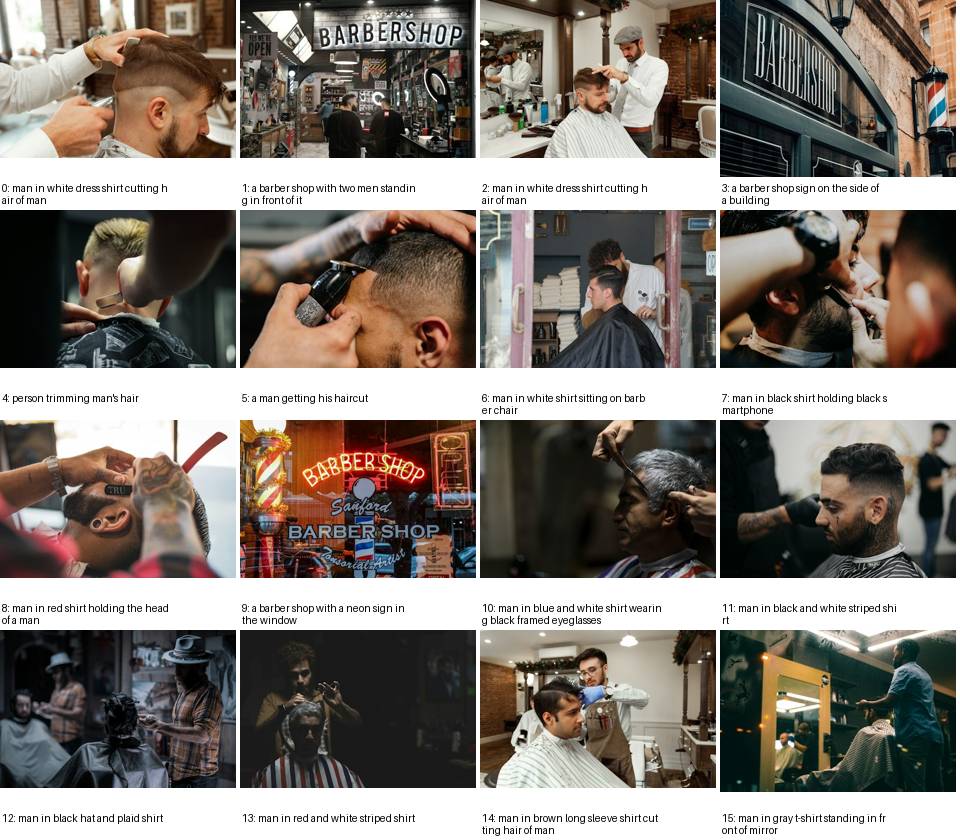 OPEN
BARBERSHOP
BARBERSHOP
0: man in white dress shirt cutting h
air of man
1: a barber shop with two men standin
g in front of it
2: man in white dress shirt cutting h
air of man
3: a barber shop sign on the side of
a building
4: person trimming man's hair
5: a man getting his haircut
6: man in white shirt sitting on barb
er chair
7: man in black shirt holding black s
martphone
TRU
BARBER SHOP
Sanford
BARBER SHOP
Tonsorial Artist
8: man in red shirt holding the head
of a man
9: a barber shop with a neon sign in
the window
10: man in blue and white shirt wearin
g black framed eyeglasses
11: man in black and white striped shi
rt
12: man in black hat and plaid shirt
13: man in red and white striped shirt
14: man in brown long sleeve shirt cut
ting hair of man
15: man in gray t-shirt standing in fr
ont of mirror